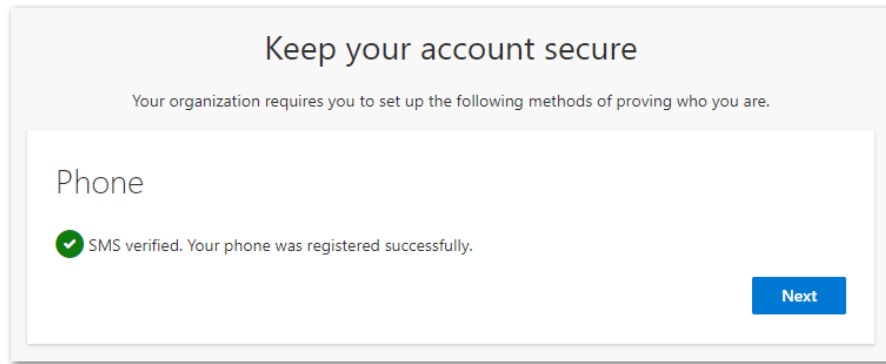 Keep your account secure
Your organization requires you to set up the following methods of proving who you are.
Phone
SMS verified. Your phone was registered successfully.
Next